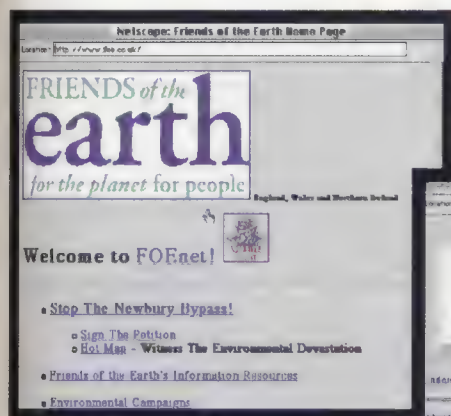 Netscape: Friends of the Earth Home Page
Location: http://www.foe.co.uk/
FRIENDS of the
earth
for the planet for people
England, Wales and Northern Ireland
Welcome to FOEnet!
Stop The Newbury Bypass!
Sign The Petition
Hot Map - Witness The Environmental Devastation
Friends of the Earth's Information Resources
Environmental Campaigns